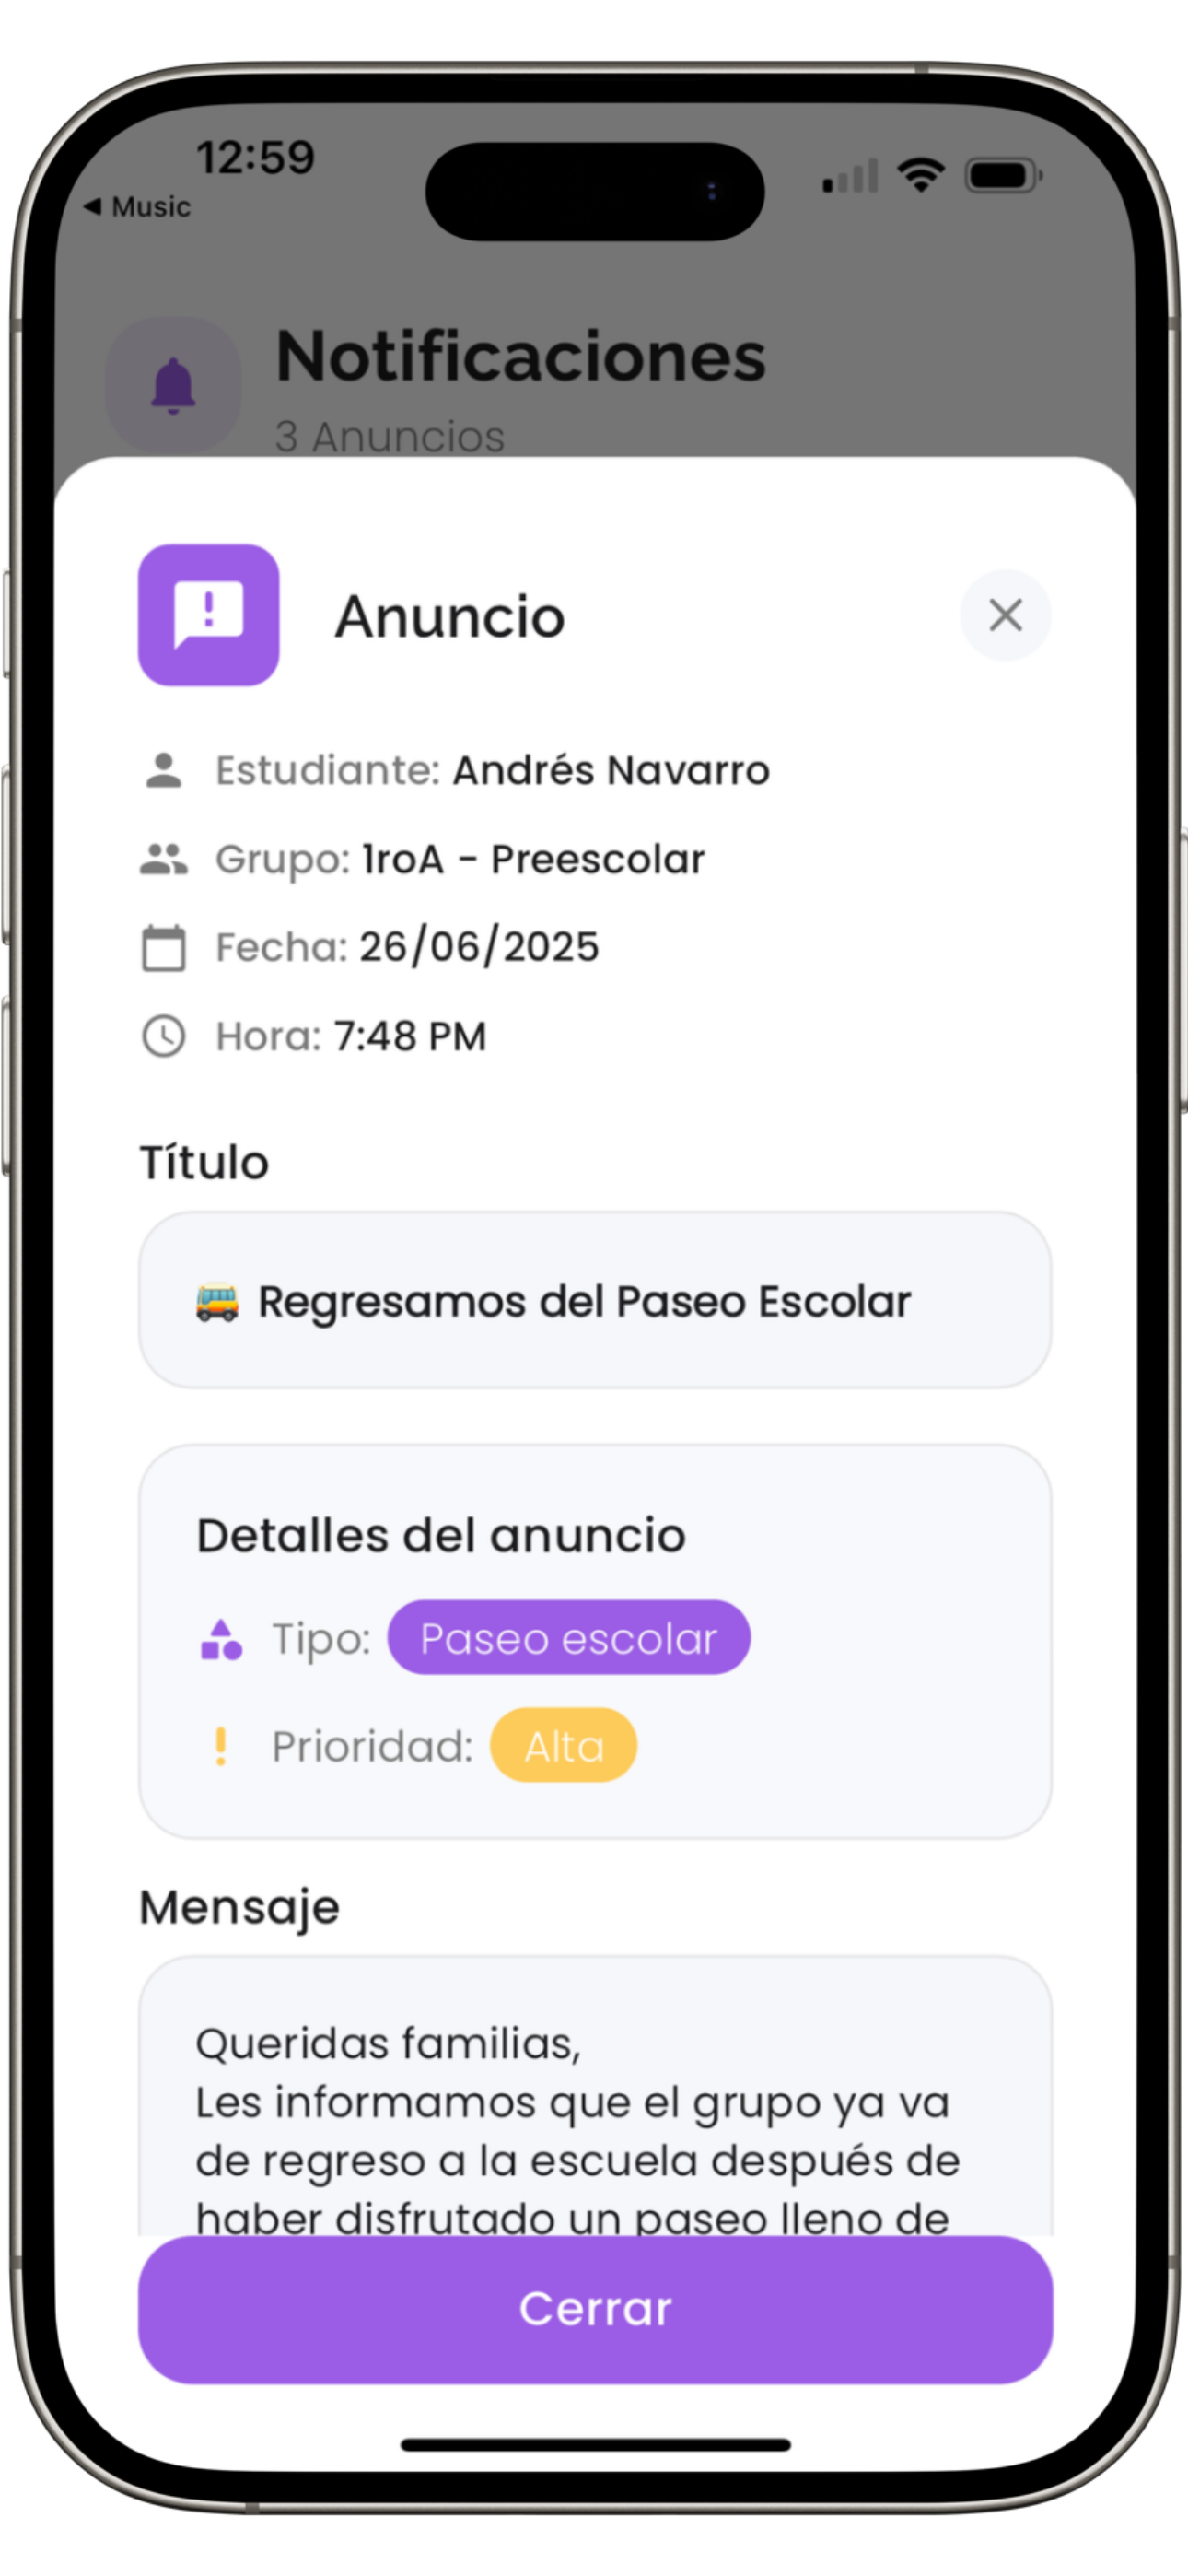 12:59
◀ Music
Notificaciones
3 Anuncios
Anuncio
Estudiante: Andrés Navarro
Grupo: 1roA - Preescolar
Fecha: 26/06/2025
Hora: 7:48 PM
Título
🚌 Regresamos del Paseo Escolar
Detalles del anuncio
Tipo: Paseo escolar
Prioridad: Alta
Mensaje
Queridas familias,
Les informamos que el grupo ya va
de regreso a la escuela después de
haber disfrutado un paseo lleno de
Cerrar